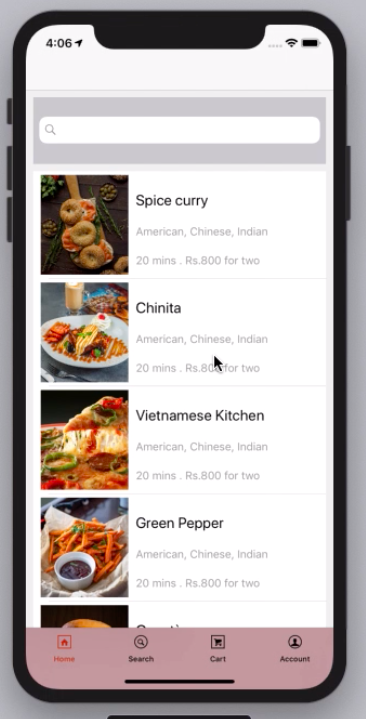 4:06
Spice curry
American, Chinese, Indian
20 mins . Rs.800 for two
Chinita
American, Chinese, Indian
20 mins . Rs.800 for two
Vietnamese Kitchen
American, Chinese, Indian
20 mins . Rs.800 for two
Green Pepper
American, Chinese, Indian
20 mins . Rs.800 for two
Home Search Cart Account